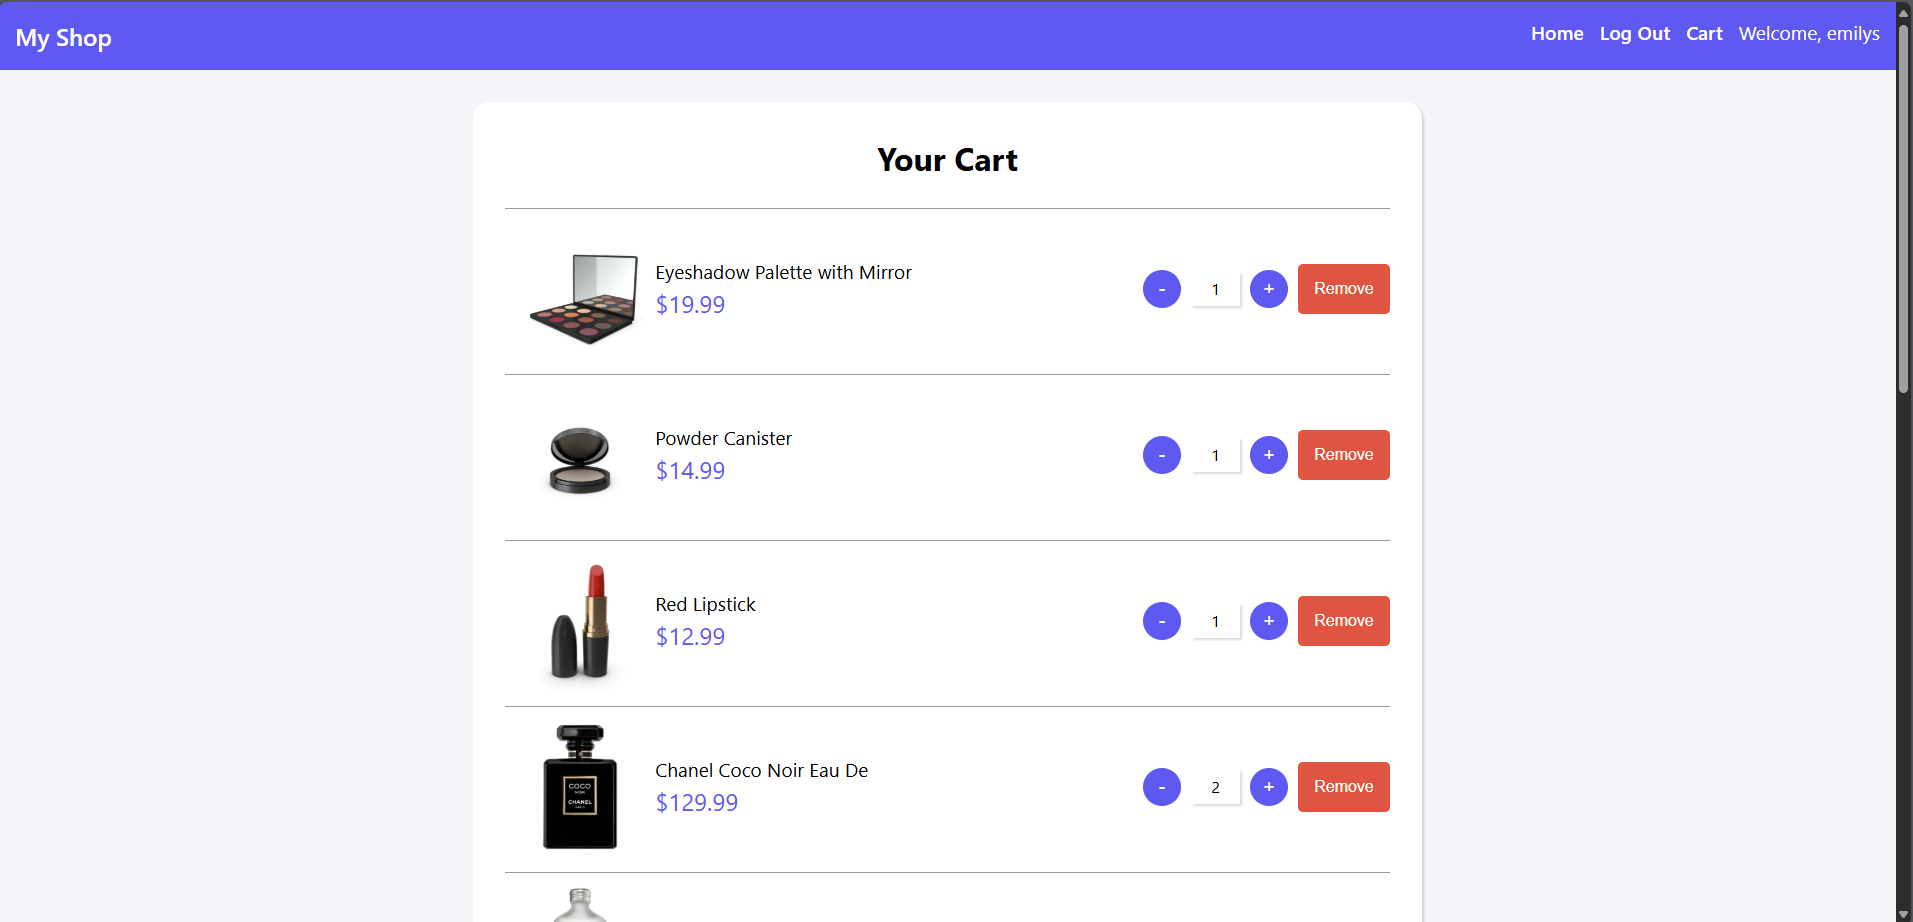 My Shop
Home Log Out Cart Welcome, emilys
Your Cart
Eyeshadow Palette with Mirror
$19.99
- 1 + Remove
Powder Canister
$14.99
- 1 + Remove
Red Lipstick
$12.99
- 1 + Remove
COCO
NOIR
CHANEL
PARIS
Chanel Coco Noir Eau De
$129.99
- 2 + Remove